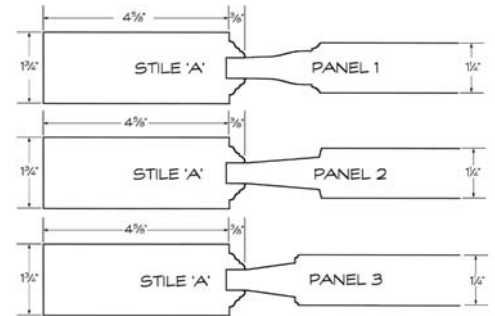 4⅝" ⅜"
1¾" STILE 'A' PANEL 1 1¼"
4⅝" ⅜"
1¾" STILE 'A' PANEL 2 1¼"
4⅝" ⅜"
1¾" STILE 'A' PANEL 3 1¼"